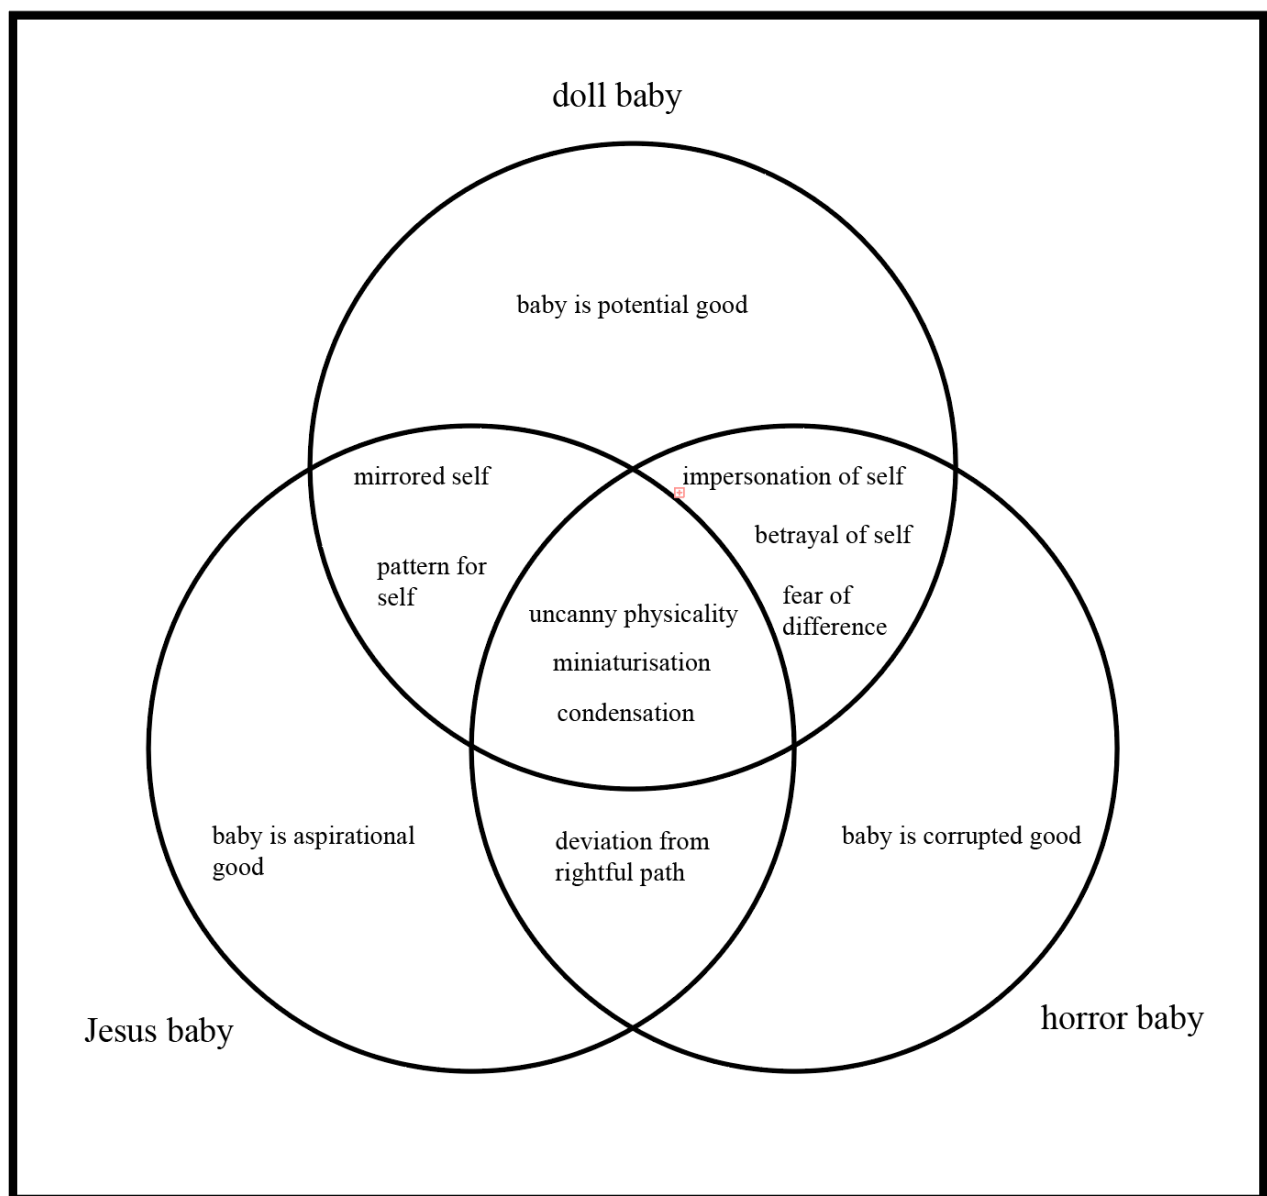 doll baby
baby is potential good
mirrored self
impersonation of self
betrayal of self
pattern for
self
fear of
difference
uncanny physicality
miniaturisation
condensation
baby is aspirational
good
deviation from
rightful path
baby is corrupted good
Jesus baby
horror baby